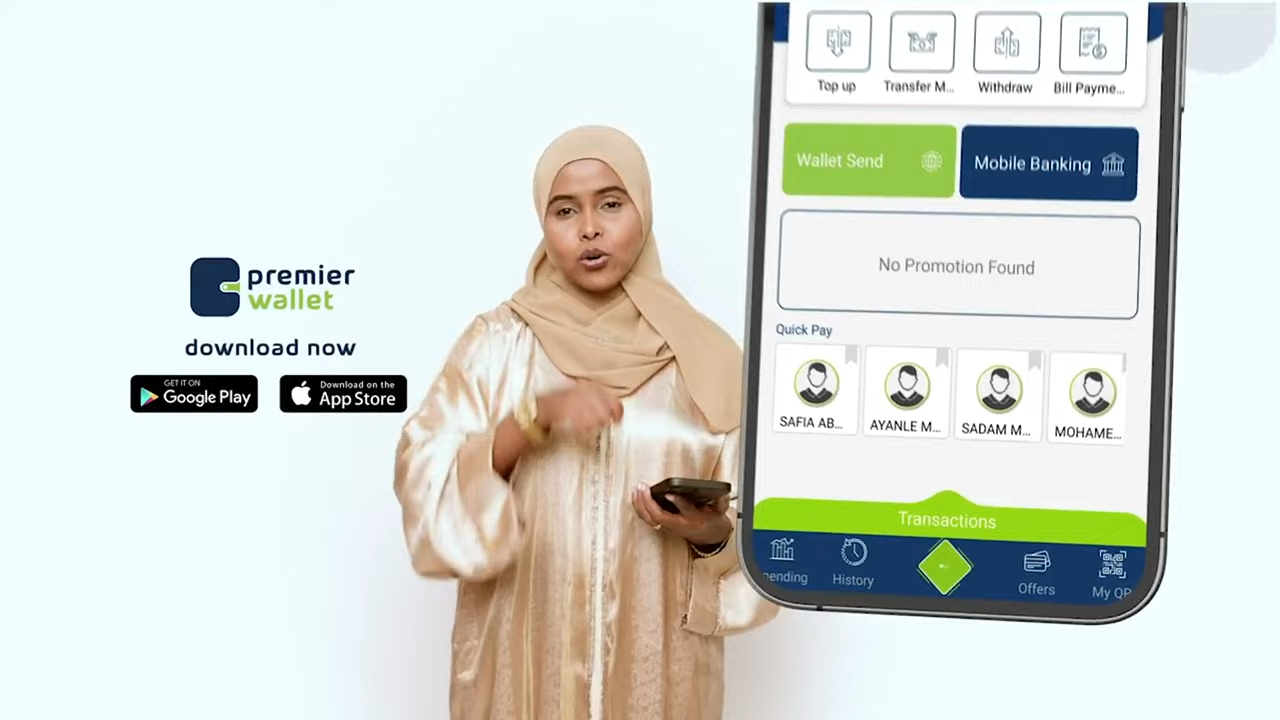 premier
wallet
download now
GET IT ON
Google Play
Download on the
App Store
Top up
Transfer M...
Withdraw
Bill Payme...
Wallet Send
Mobile Banking
No Promotion Found
Quick Pay
SAFIA AB...
AYANLE M...
SADAM M...
MOHAME...
Transactions
ending
History
Offers
My QR